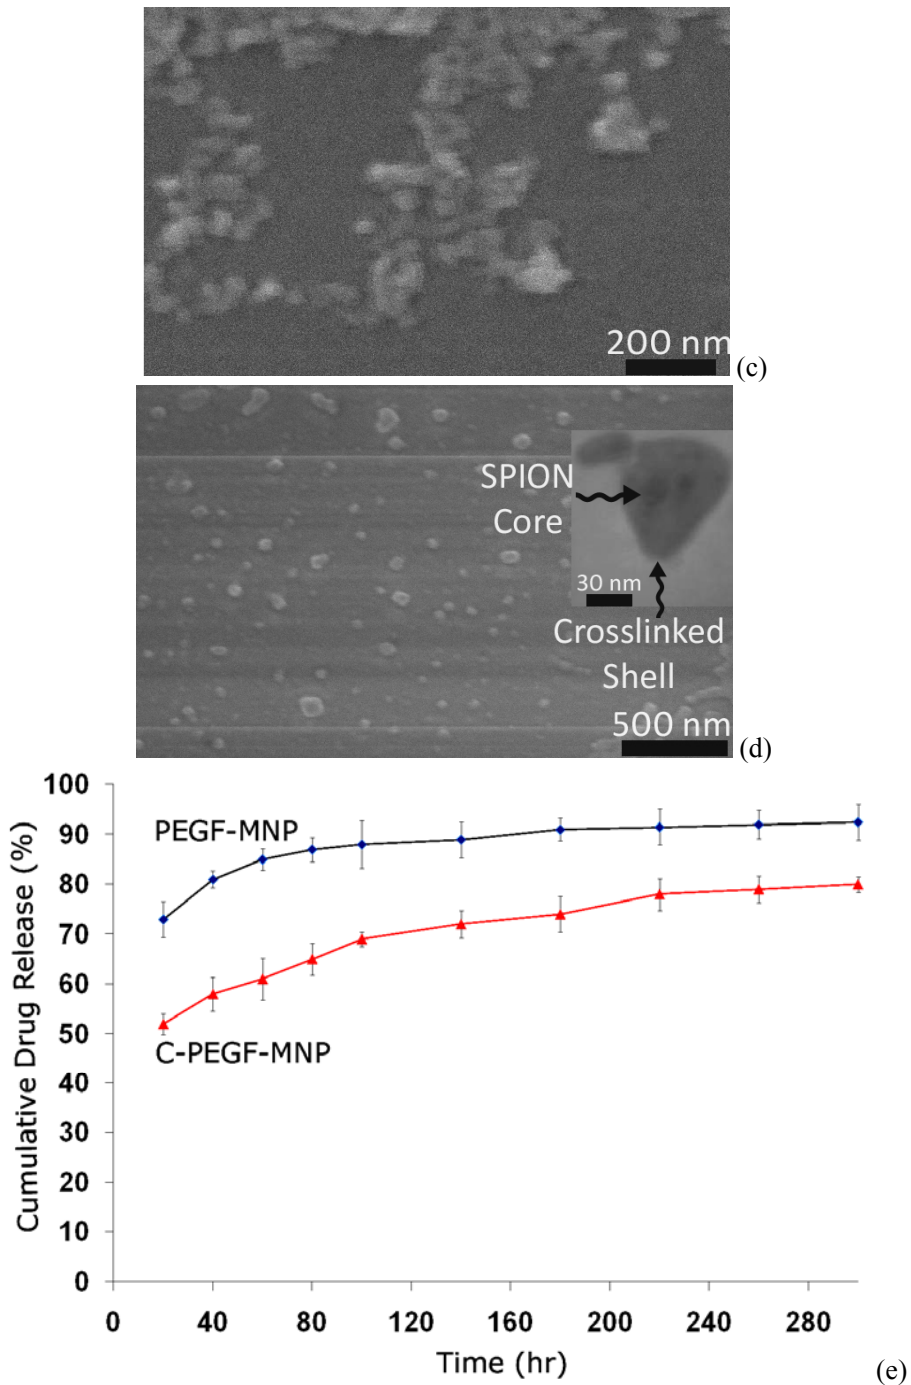 200 nm
(c)
SPION
Core
30 nm
Crosslinked
Shell
500 nm
(d)
100
90
80
70
60
50
40
30
20
10
0
Cumulative Drug Release (%)
PEGF-MNP
C-PEGF-MNP
0 40 80 120 160 200 240 280
Time (hr)
(e)